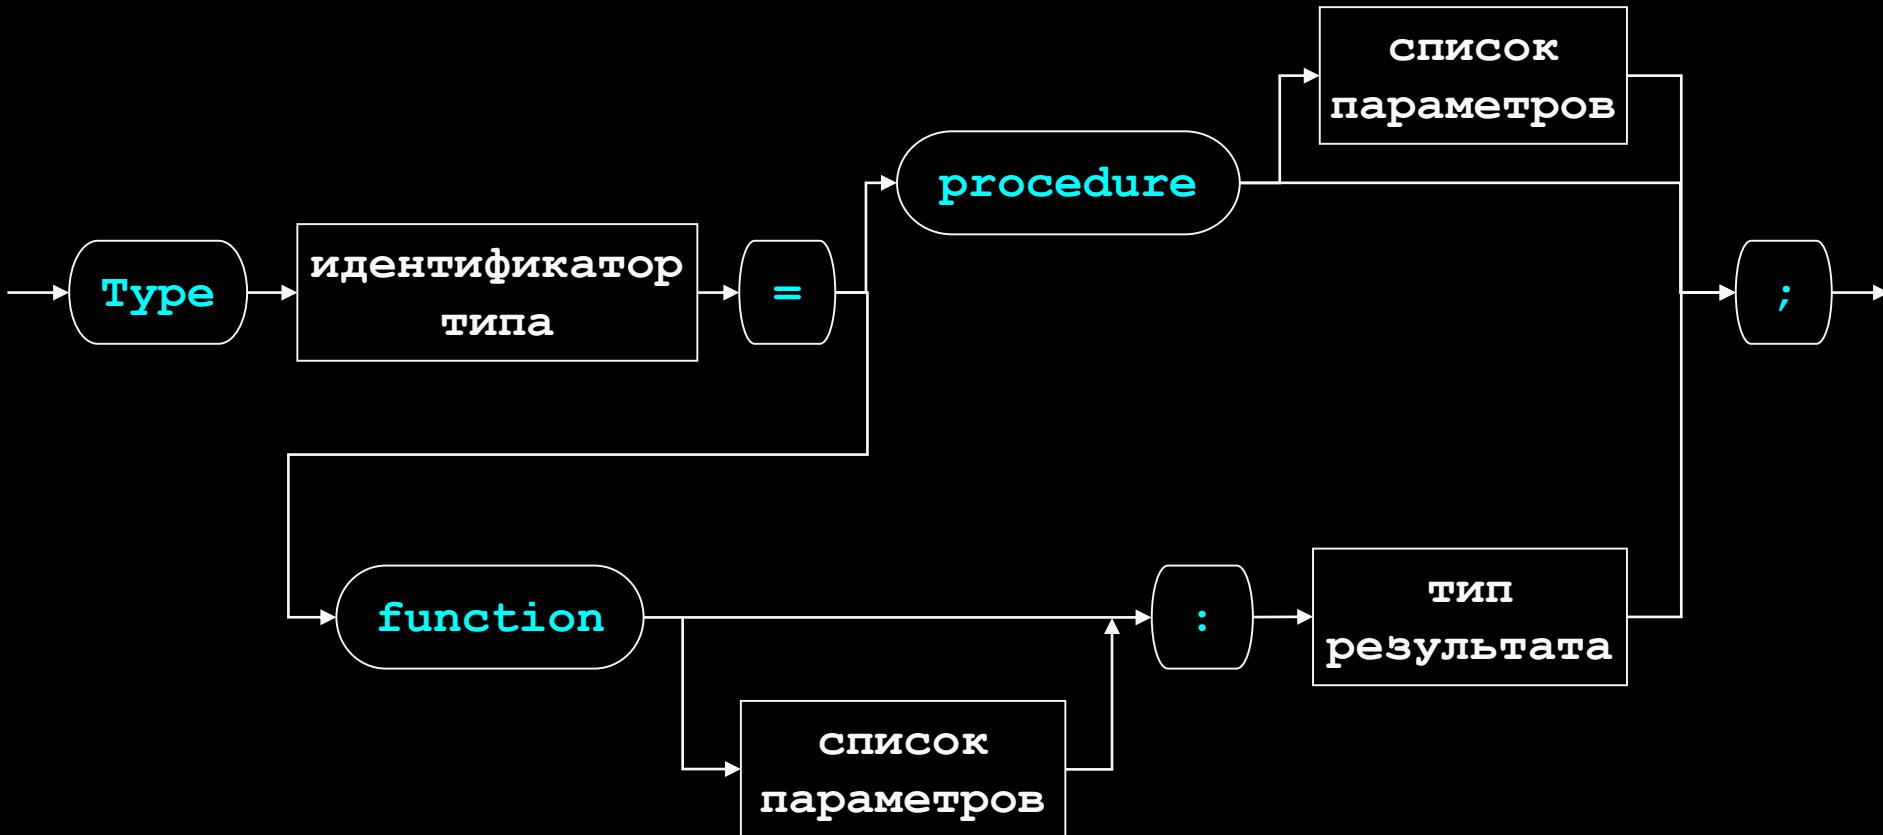 список
параметров
procedure
Type
идентификатор
типа
=
;
function
:
тип
результата
список
параметров